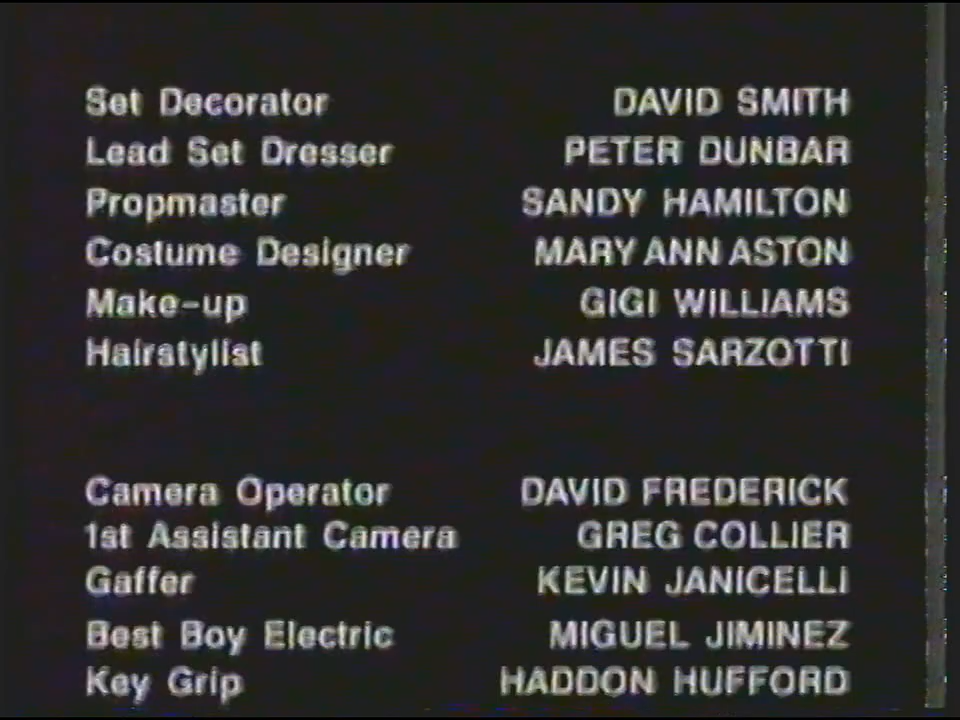 Set Decorator DAVID SMITH
Lead Set Dresser PETER DUNBAR
Propmaster SANDY HAMILTON
Costume Designer MARY ANN ASTON
Make-up GIGI WILLIAMS
Hairstylist JAMES SARZOTTI
Camera Operator DAVID FREDERICK
1st Assistant Camera GREG COLLIER
Gaffer KEVIN JANICELLI
Best Boy Electric MIGUEL JIMINEZ
Key Grip HADDON HUFFORD